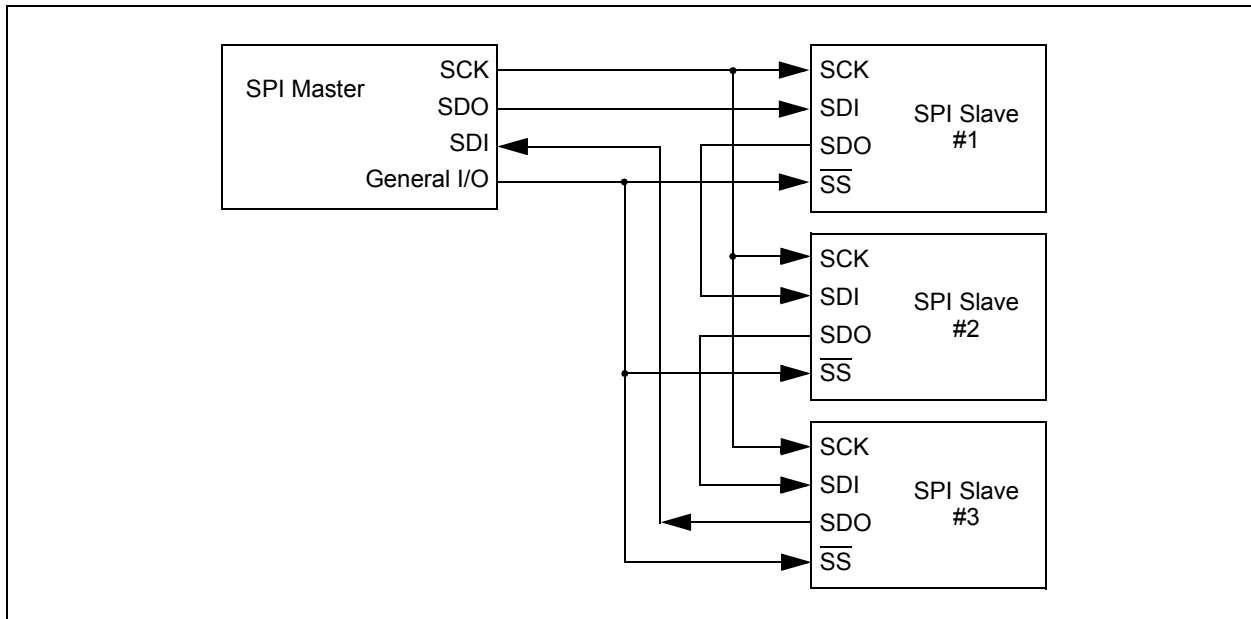 SPI Master
SCK
SDO
SDI
General I/O
SCK
SDI
SDO
SS
SPI Slave
#1
SCK
SDI
SDO
SS
SPI Slave
#2
SCK
SDI
SDO
SS
SPI Slave
#3